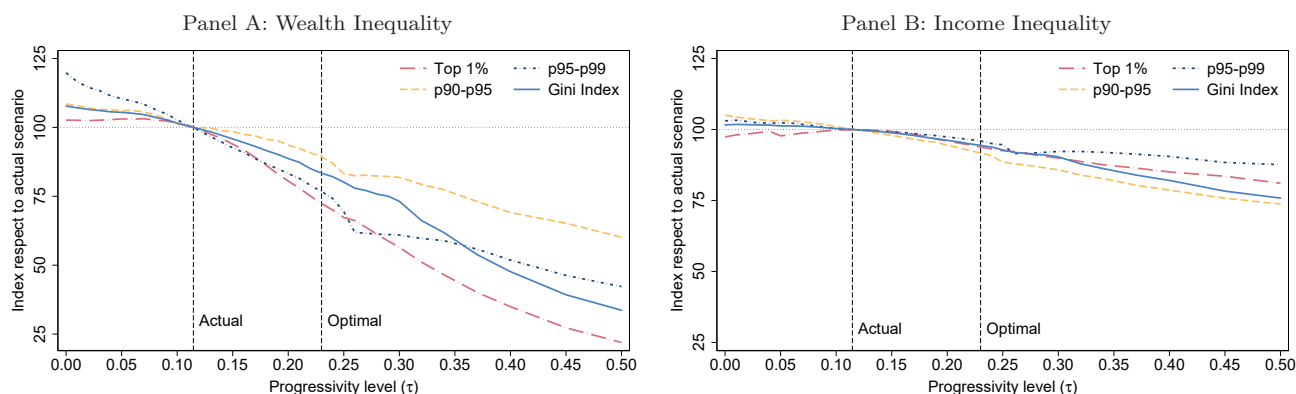 Panel A: Wealth Inequality
Index respect to actual scenario
125
100
75
50
25
Top 1%
p90-p95
p95-p99
Gini Index
Actual
Optimal
0.00 0.05 0.10 0.15 0.20 0.25 0.30 0.35 0.40 0.45 0.50
Progressivity level (τ)
Panel B: Income Inequality
Index respect to actual scenario
125
100
75
50
25
Top 1%
p90-p95
p95-p99
Gini Index
Actual
Optimal
0.00 0.05 0.10 0.15 0.20 0.25 0.30 0.35 0.40 0.45 0.50
Progressivity level (τ)